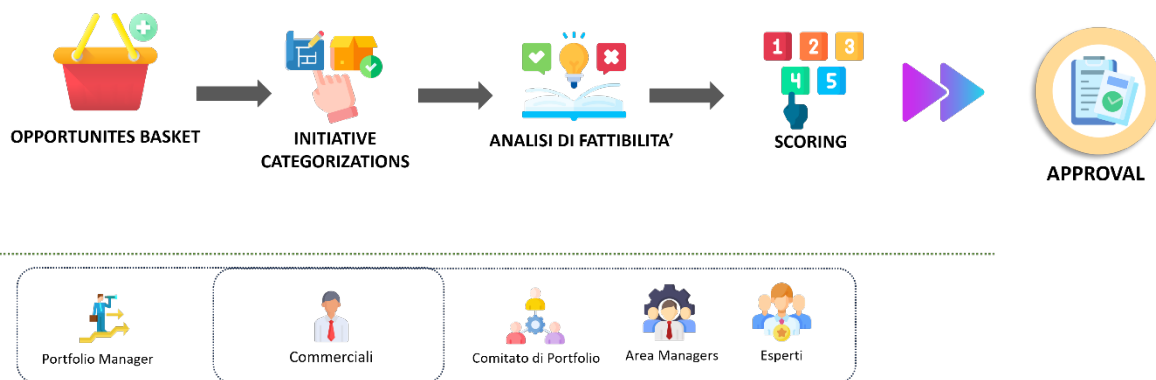 1 2 3
4 5
OPPORTUNITES BASKET
INITIATIVE
CATEGORIZATIONS
ANALISI DI FATTIBILITA’
SCORING
APPROVAL
Portfolio Manager
Commerciali
Comitato di Portfolio
Area Managers
Esperti